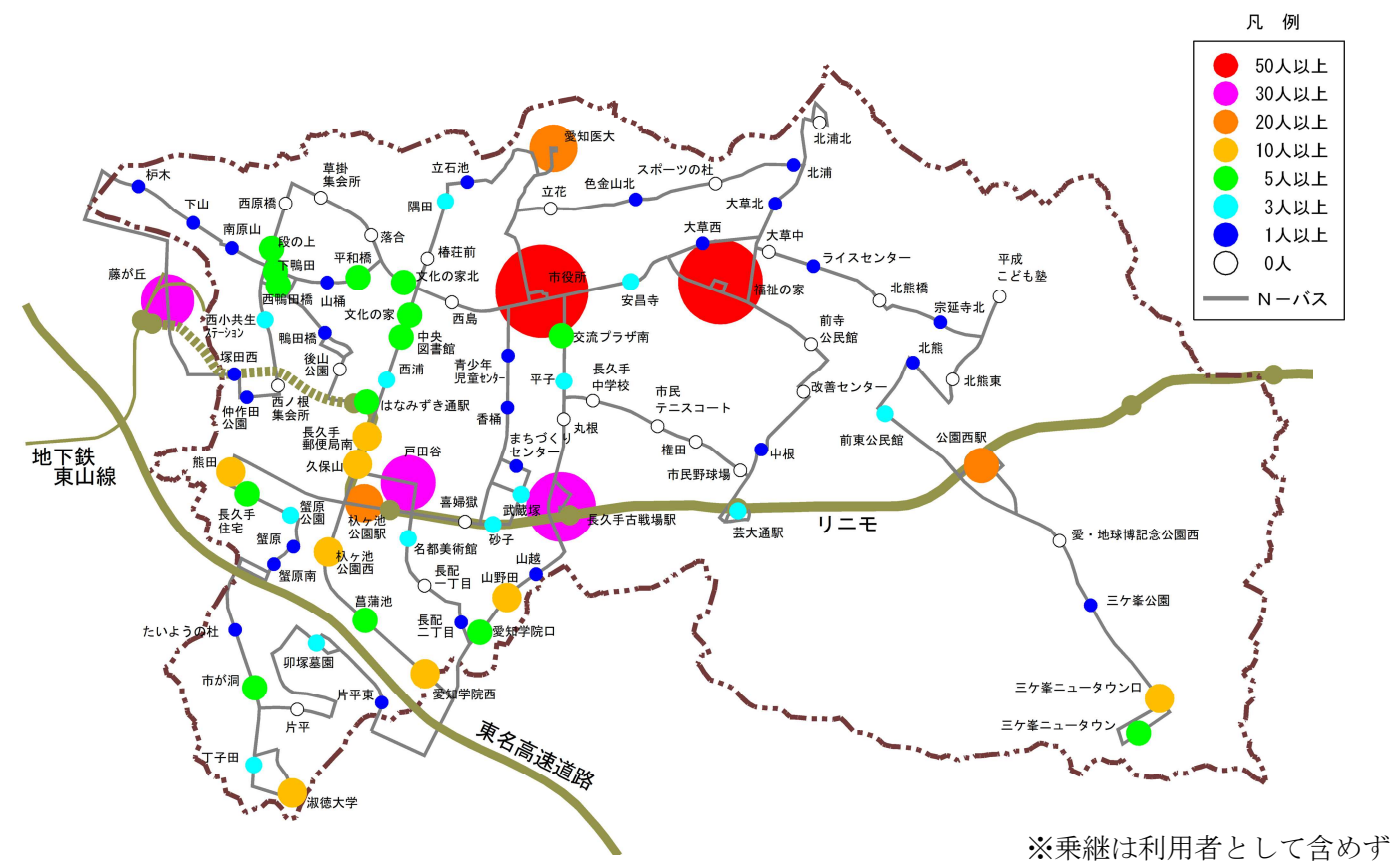 凡 例
50人以上
30人以上
20人以上
10人以上
5人以上
3人以上
1人以上
0人
N－バス
愛知医大
北浦北
立石池
草掛
集会所
枦木
西原橋
隅田
立花
色金山北
スポーツの杜
北浦
下山
南原山
段の上
落合
椿荘前
大草北
大草西
大草中
平成
こども塾
藤が丘
下鴨田
平和橋
文化の家北
市役所
安昌寺
福祉の家
ライスセンター
北熊橋
西鴨田橋
山桶
文化の家
西島
宗延寺北
西小共生
ステーション
鴨田橋
中央
図書館
交流プラザ南
前寺
公民館
北熊
塚田西
後山
公園
西浦
青少年
児童センター
平子
長久手
中学校
改善センター
北熊東
仲作田
公園
西ノ根
集会所
はなみずき通駅
香桶
丸根
市民
テニスコート
前東公民館
公園西駅
地下鉄
東山線
長久手
郵便局南
まちづくり
センター
権田
中根
熊田
久保山
戸田谷
市民野球場
長久手
住宅
蟹原
公園
杁ヶ池
公園駅
喜婦嶽
武蔵塚
長久手古戦場駅
芸大通駅
リニモ
蟹原
杁ヶ池
公園西
名都美術館
砂子
愛・地球博記念公園西
蟹原南
長配
一丁目
山野田
山越
菖蒲池
三ケ峯公園
たいようの杜
長配
二丁目
愛知学院口
卯塚墓園
市が洞
片平東
愛知学院西
三ケ峯ニュータウン口
片平
三ケ峯ニュータウン
東名高速道路
丁子田
淑徳大学
※乗継は利用者として含めず